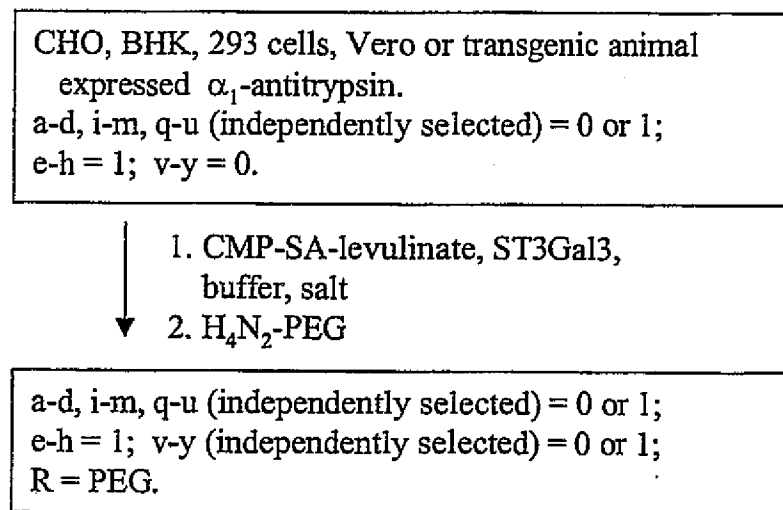 CHO, BHK, 293 cells, Vero or transgenic animal
expressed α₁-antitrypsin.
a-d, i-m, q-u (independently selected) = 0 or 1;
e-h = 1; v-y = 0.
1. CMP-SA-levulinate, ST3Gal3,
buffer, salt
2. H₄N₂-PEG
a-d, i-m, q-u (independently selected) = 0 or 1;
e-h = 1; v-y (independently selected) = 0 or 1;
R = PEG.